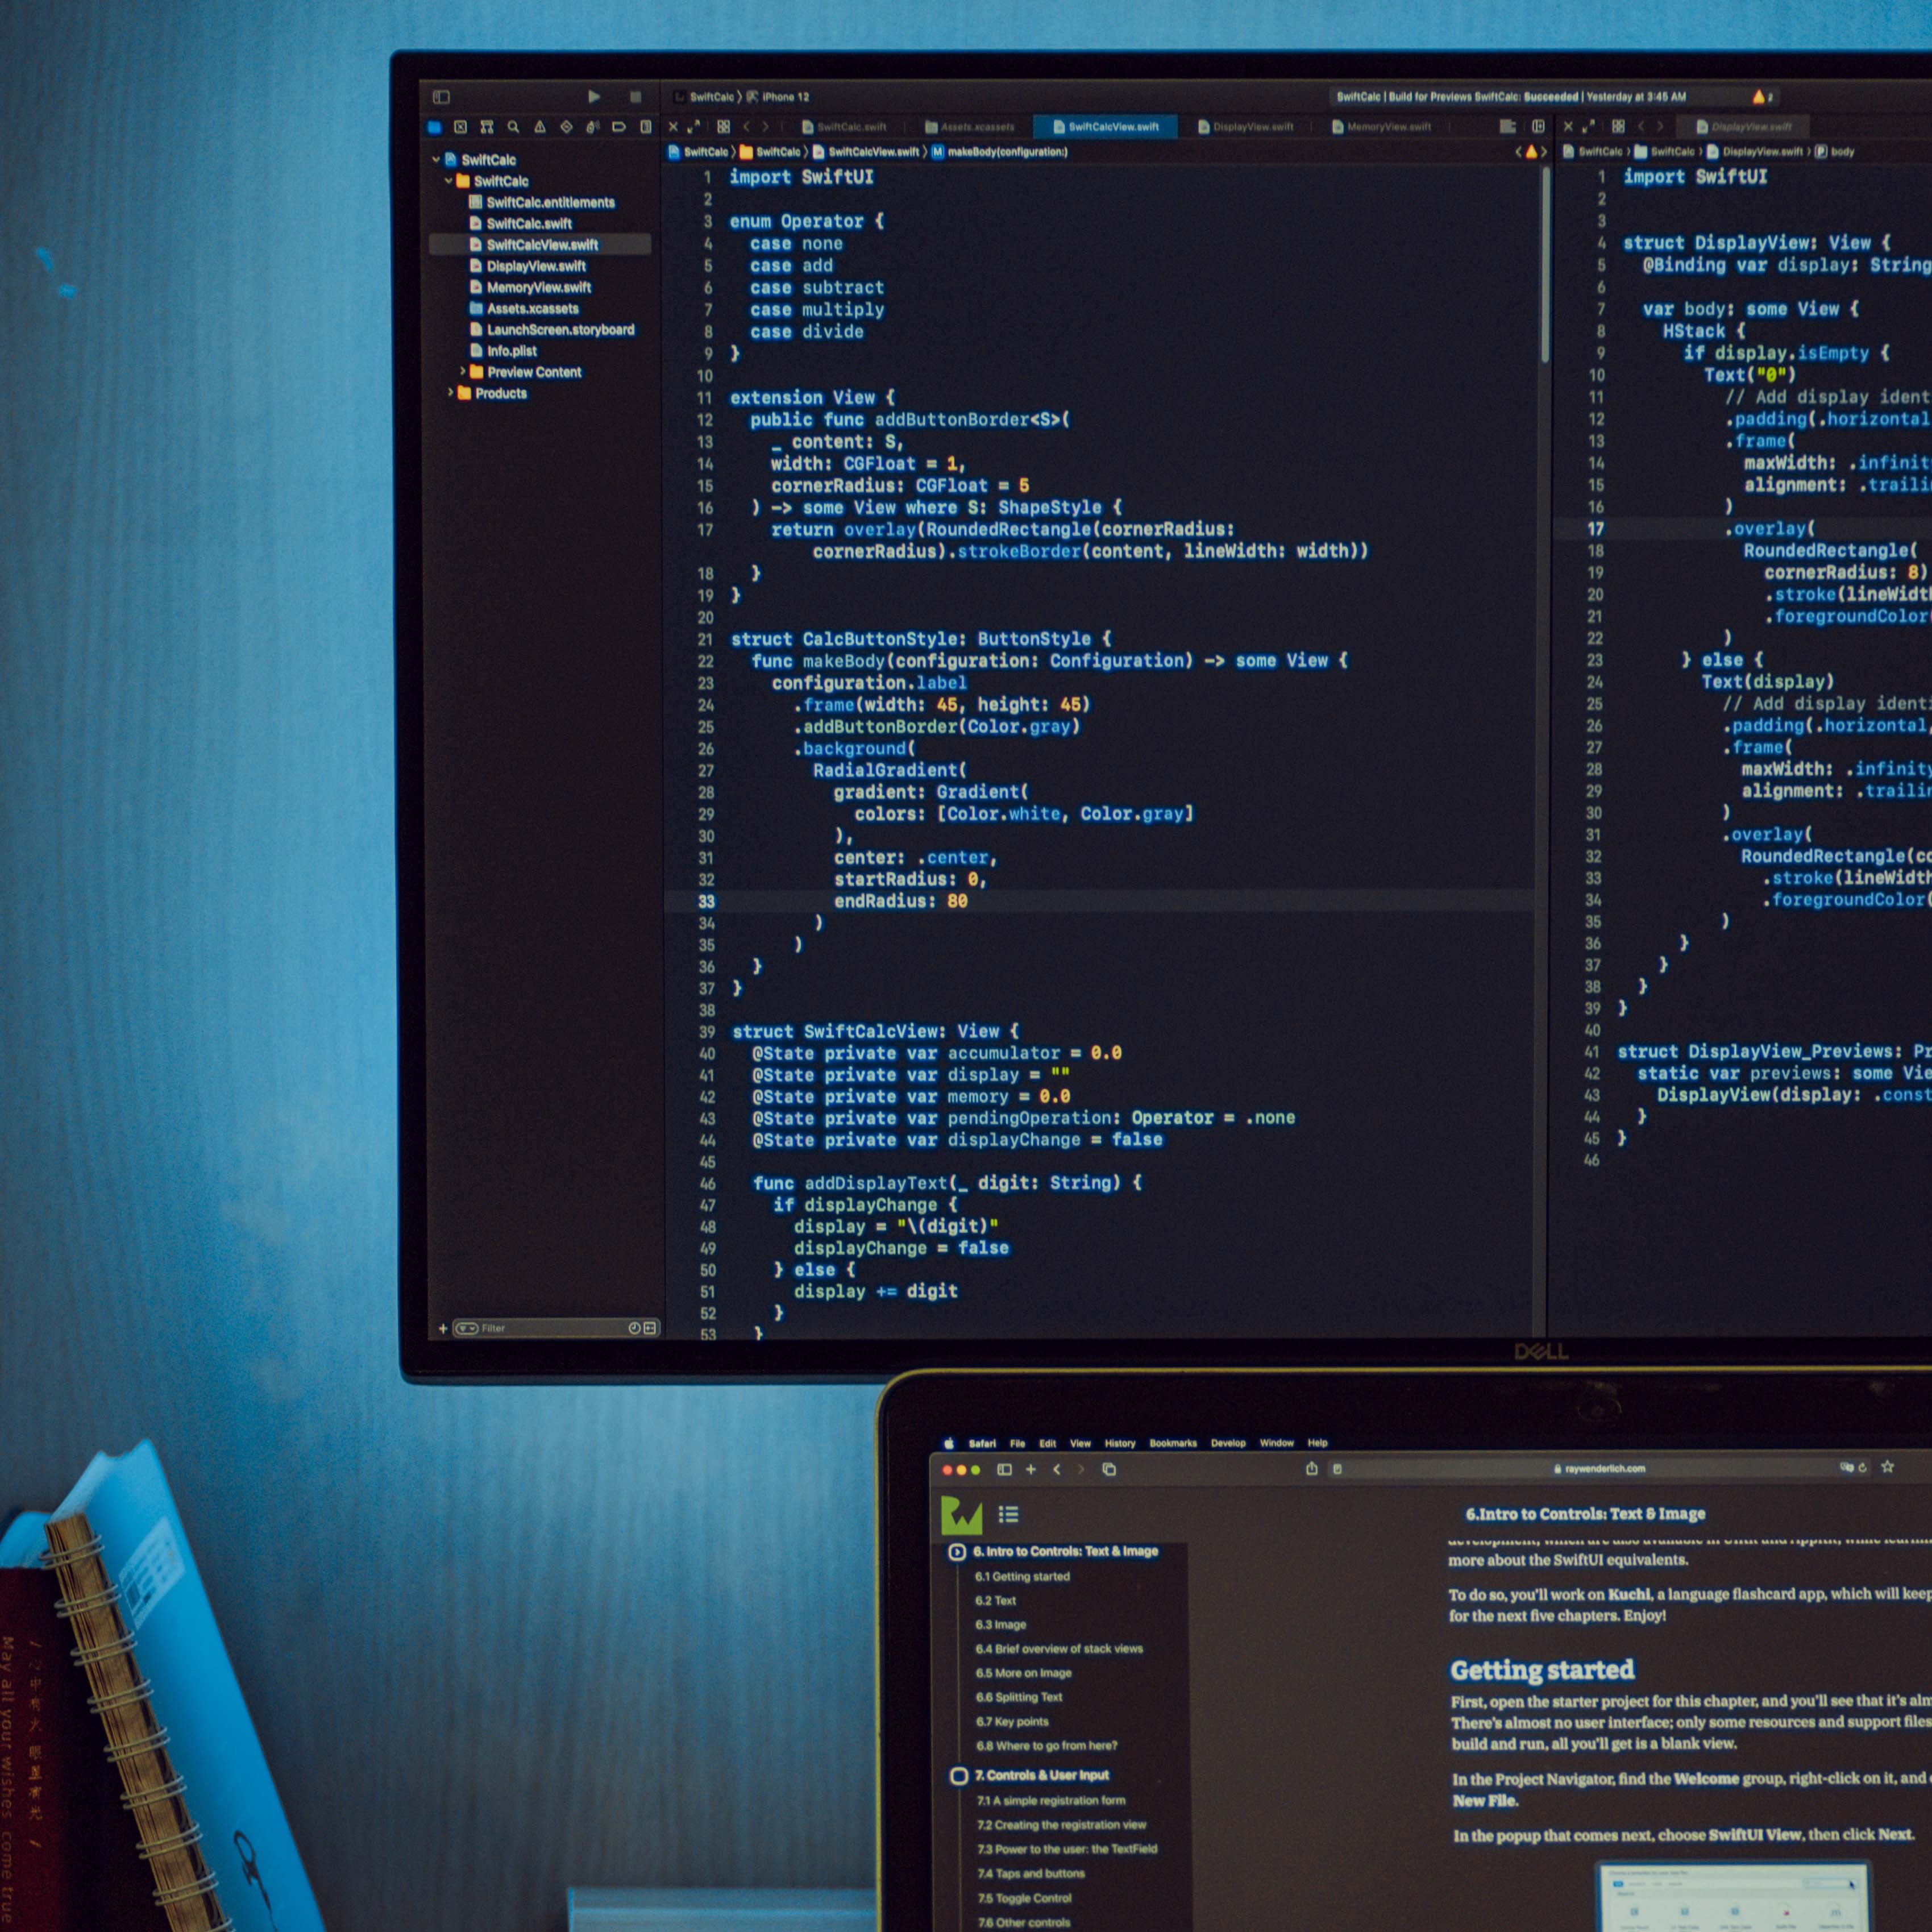 SwiftCalc
iPhone 12
SwiftCalc | Build for Previews SwiftCalc: Succeeded | Yesterday at 3:45 AM
2
SwiftCalc.swift
Assets.xcassets
SwiftCalcView.swift
DisplayView.swift
MemoryView.swift
SwiftCalc
SwiftCalc
SwiftCalcView.swift
M makeBody(configuration:)
SwiftCalc
SwiftCalc
SwiftCalc.entitlements
SwiftCalc.swift
SwiftCalcView.swift
DisplayView.swift
MemoryView.swift
Assets.xcassets
LaunchScreen.storyboard
Info.plist
Preview Content
Products
Filter
1 import SwiftUI
2
3 enum Operator {
4 case none
5 case add
6 case subtract
7 case multiply
8 case divide
9 }
10
11 extension View {
12 public func addButtonBorder<S>(
13 _ content: S,
14 width: CGFloat = 1,
15 cornerRadius: CGFloat = 5
16 ) -> some View where S: ShapeStyle {
17 return overlay(RoundedRectangle(cornerRadius:
cornerRadius).strokeBorder(content, lineWidth: width))
18 }
19 }
20
21 struct CalcButtonStyle: ButtonStyle {
22 func makeBody(configuration: Configuration) -> some View {
23 configuration.label
24 .frame(width: 45, height: 45)
25 .addButtonBorder(Color.gray)
26 .background(
27 RadialGradient(
28 gradient: Gradient(
29 colors: [Color.white, Color.gray]
30 ),
31 center: .center,
32 startRadius: 0,
33 endRadius: 80
34 )
35 )
36 }
37 }
38
39 struct SwiftCalcView: View {
40 @State private var accumulator = 0.0
41 @State private var display = ""
42 @State private var memory = 0.0
43 @State private var pendingOperation: Operator = .none
44 @State private var displayChange = false
45
46 func addDisplayText(_ digit: String) {
47 if displayChange {
48 display = "\(digit)"
49 displayChange = false
50 } else {
51 display += digit
52 }
53 }
DisplayView.swift
SwiftCalc
SwiftCalc
DisplayView.swift
P body
1 import SwiftUI
2
3
4 struct DisplayView: View {
5 @Binding var display: String
6
7 var body: some View {
8 HStack {
9 if display.isEmpty {
10 Text("0")
11 // Add display ident
12 .padding(.horizontal
13 .frame(
14 maxWidth: .infinit
15 alignment: .traili
16 )
17 .overlay(
18 RoundedRectangle(
19 cornerRadius: 8)
20 .stroke(lineWidt
21 .foregroundColor
22 )
23 } else {
24 Text(display)
25 // Add display identi
26 .padding(.horizontal,
27 .frame(
28 maxWidth: .infinity
29 alignment: .trailin
30 )
31 .overlay(
32 RoundedRectangle(co
33 .stroke(lineWidth
34 .foregroundColor(
35 )
36 }
37 }
38 }
39 }
40
41 struct DisplayView_Previews: Pr
42 static var previews: some Vie
43 DisplayView(display: .const
44 }
45 }
46
DELL
Safari File Edit View History Bookmarks Develop Window Help
raywenderlich.com
6.Intro to Controls: Text & Image
6. Intro to Controls: Text & Image
6.1 Getting started
6.2 Text
6.3 Image
6.4 Brief overview of stack views
6.5 More on Image
6.6 Splitting Text
6.7 Key points
6.8 Where to go from here?
7. Controls & User Input
7.1 A simple registration form
7.2 Creating the registration view
7.3 Power to the user: the TextField
7.4 Taps and buttons
7.5 Toggle Control
7.6 Other controls
more about the SwiftUI equivalents.
To do so, you'll work on Kuchi, a language flashcard app, which will keep
for the next five chapters. Enjoy!
Getting started
First, open the starter project for this chapter, and you'll see that it's alm
There's almost no user interface; only some resources and support files
build and run, all you'll get is a blank view.
In the Project Navigator, find the Welcome group, right-click on it, and
New File.
In the popup that comes next, choose SwiftUI View, then click Next.
May all your wishes come true